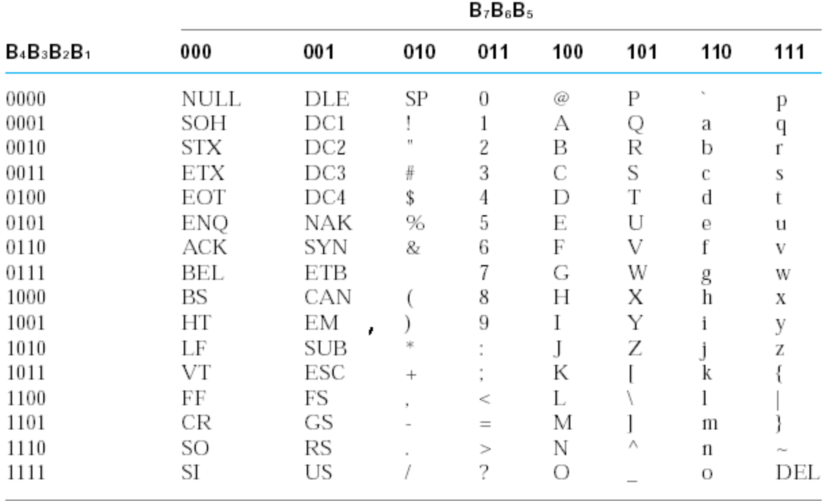 B₇B₆B₅
B₄B₃B₂B₁ 000 001 010 011 100 101 110 111
0000 NULL DLE SP 0 @ P ` p
0001 SOH DC1 ! 1 A Q a q
0010 STX DC2 " 2 B R b r
0011 ETX DC3 # 3 C S c s
0100 EOT DC4 $ 4 D T d t
0101 ENQ NAK % 5 E U e u
0110 ACK SYN & 6 F V f v
0111 BEL ETB 7 G W g w
1000 BS CAN ( 8 H X h x
1001 HT EM , ) 9 I Y i y
1010 LF SUB * : J Z j z
1011 VT ESC + ; K [ k {
1100 FF FS , < L \ l |
1101 CR GS - = M ] m }
1110 SO RS . > N ^ n ~
1111 SI US / ? O _ o DEL